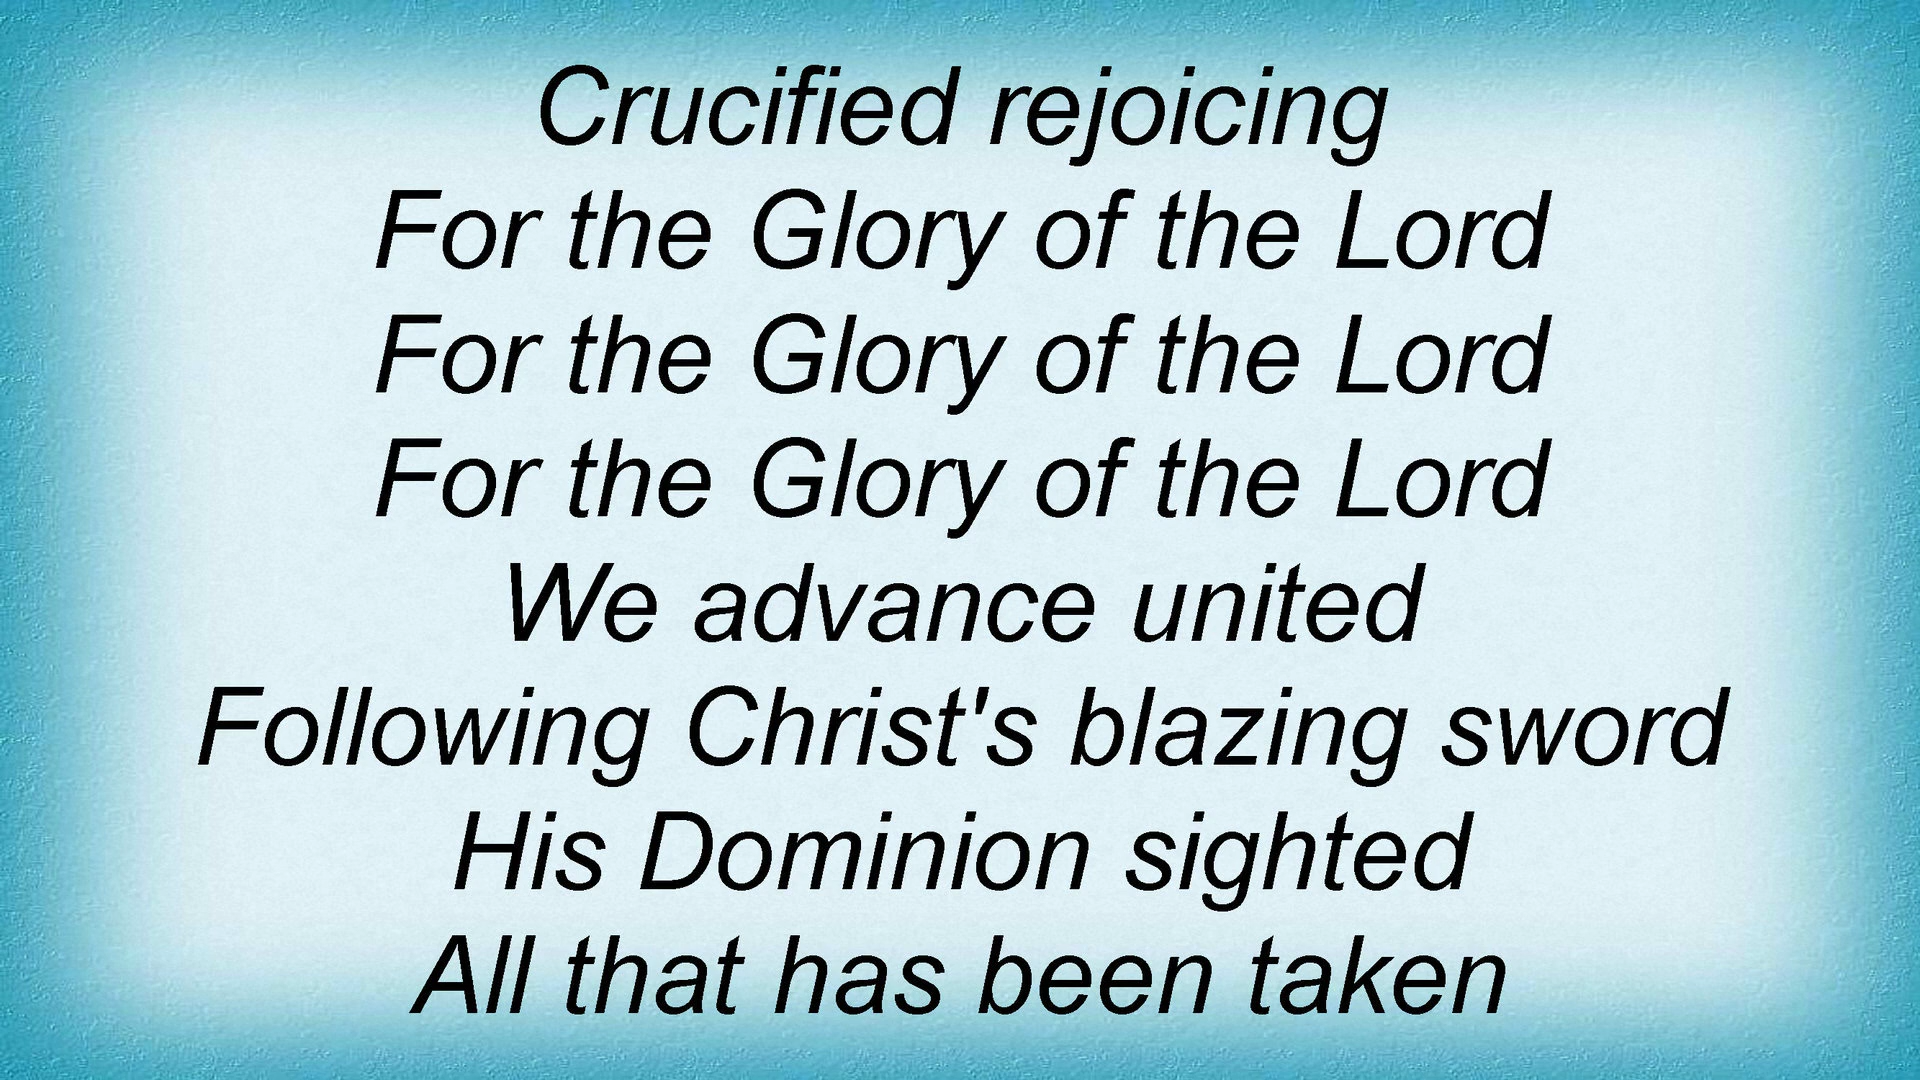 Crucified rejoicing
For the Glory of the Lord
For the Glory of the Lord
For the Glory of the Lord
We advance united
Following Christ's blazing sword
His Dominion sighted
All that has been taken